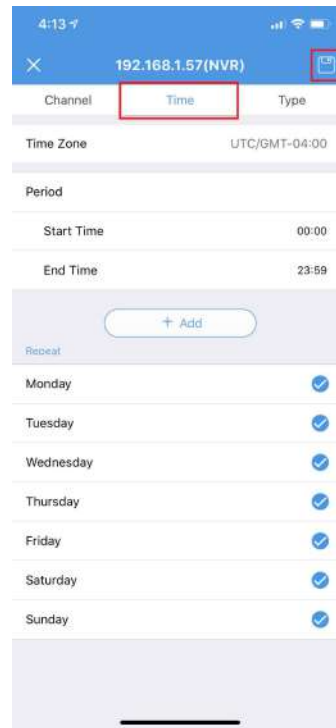 4:13
192.168.1.57(NVR)
Channel Time Type
Time Zone UTC/GMT-04:00
Period
Start Time 00:00
End Time 23:59
+ Add
Repeat
Monday
Tuesday
Wednesday
Thursday
Friday
Saturday
Sunday